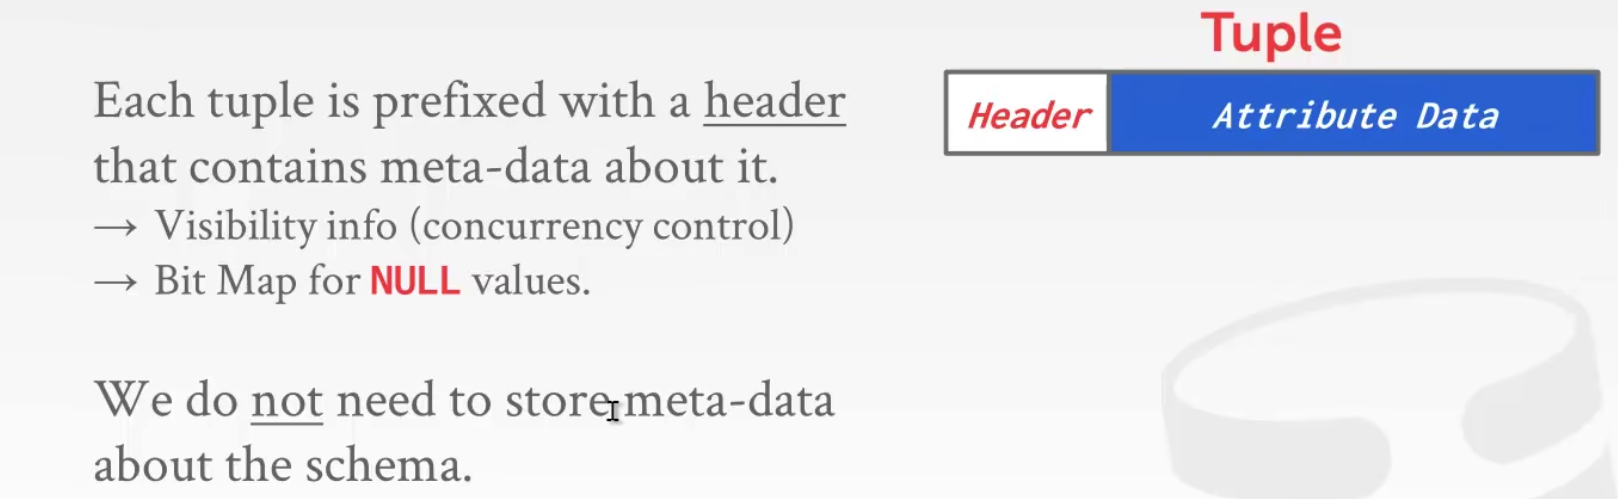 Tuple
Each tuple is prefixed with a header
Header
Attribute Data
that contains meta-data about it.
→ Visibility info (concurrency control)
→ Bit Map for NULL values.
We do not need to store meta-data
about the schema.